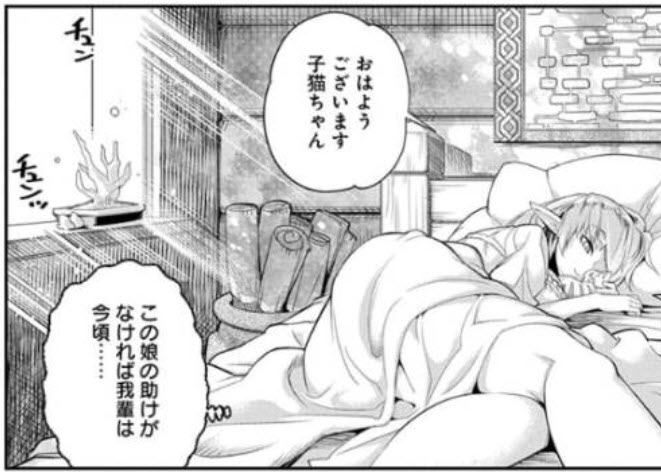 おはよう
ございます
子猫ちゃん
チュン
チュンッ
この娘の助けが
なければ我輩は
今頃……